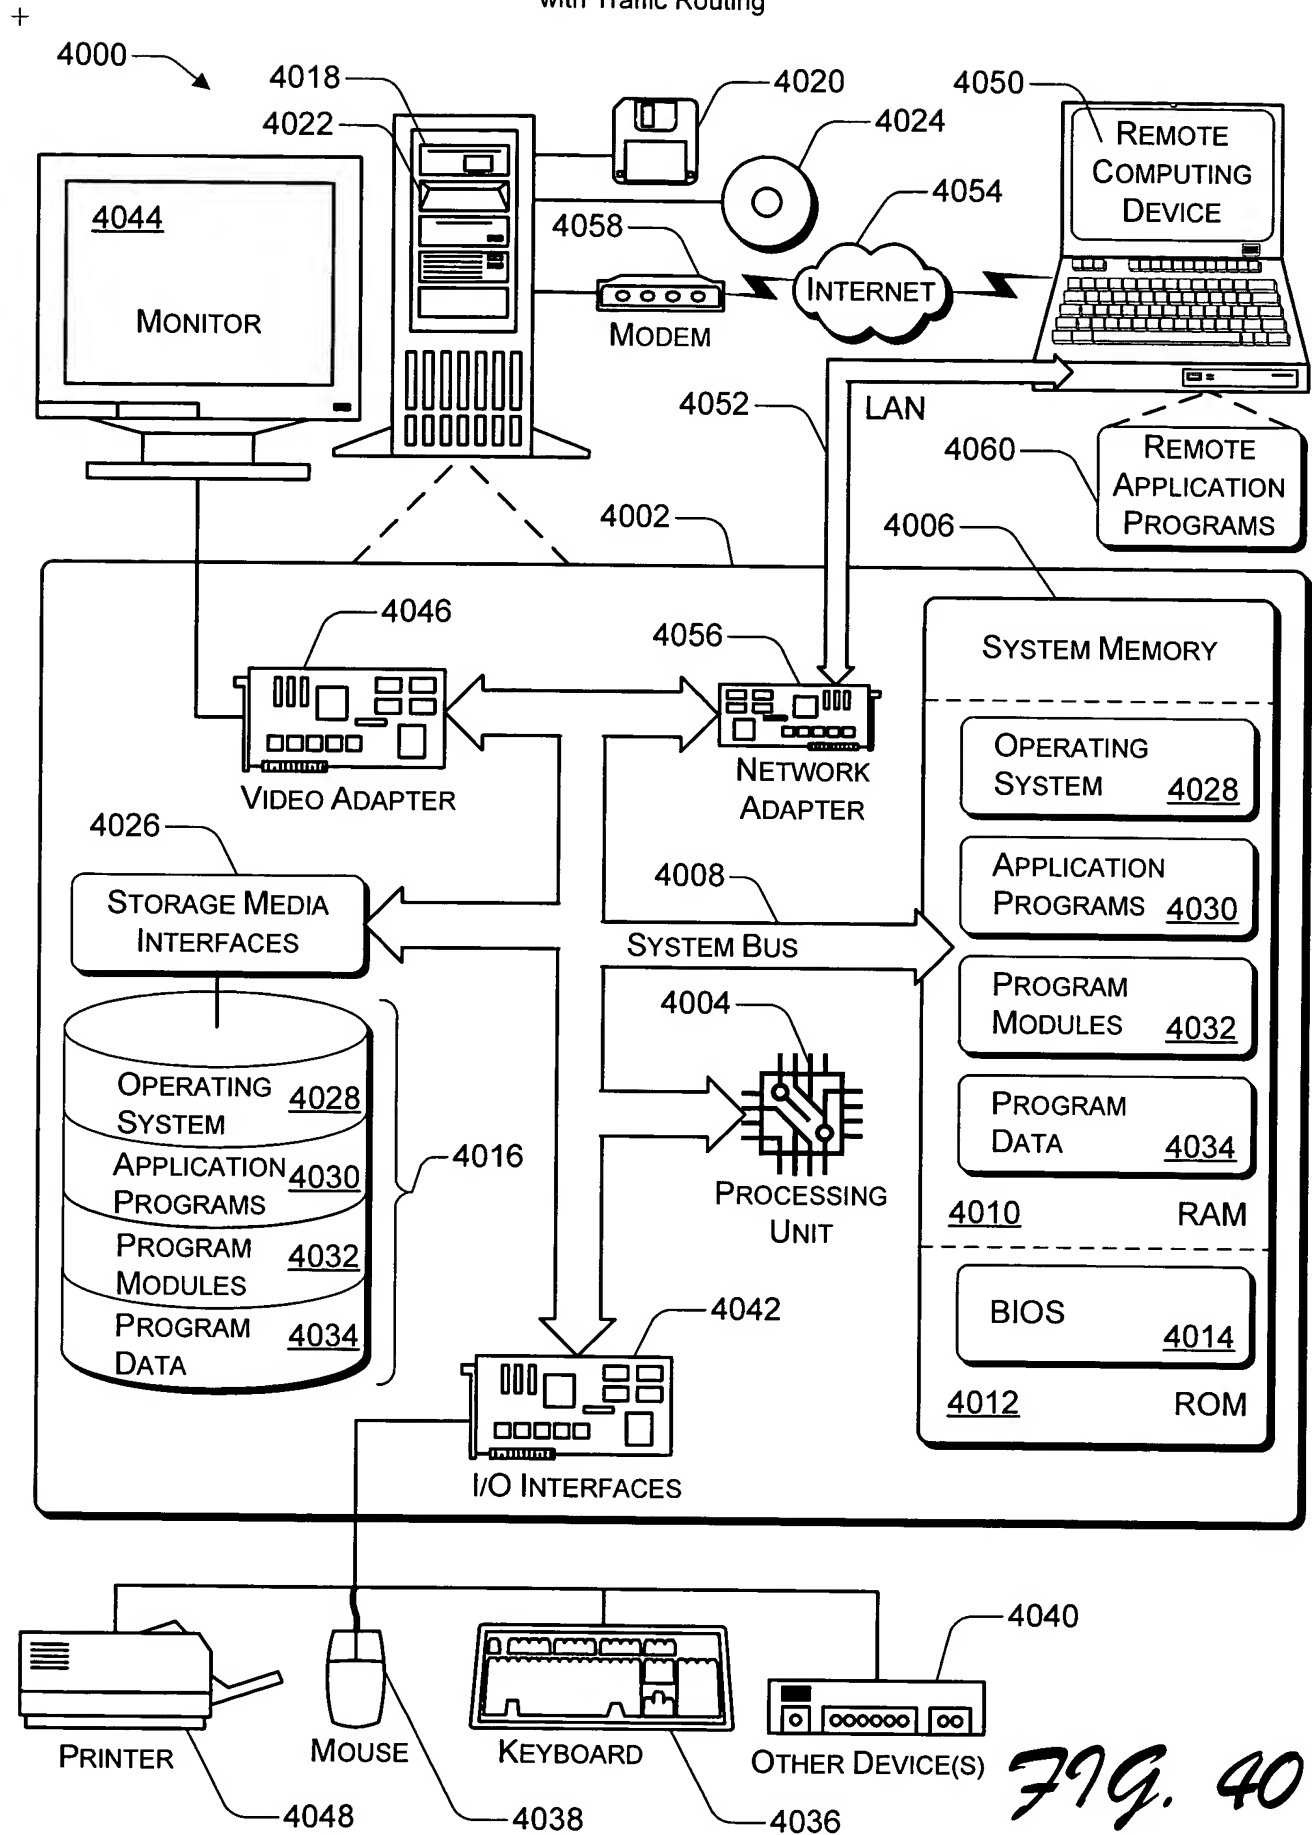 with Traffic Routing
+
4000
4018
4022
4020
4024
4050
4054
4058
REMOTE
COMPUTING
DEVICE
4044
MONITOR
INTERNET
MODEM
4052
LAN
4060
REMOTE
APPLICATION
PROGRAMS
4002
4006
4046
4056
SYSTEM MEMORY
VIDEO ADAPTER
NETWORK
ADAPTER
OPERATING
SYSTEM 4028
4026
STORAGE MEDIA
INTERFACES
4008
SYSTEM BUS
APPLICATION
PROGRAMS 4030
PROGRAM
MODULES 4032
4004
PROCESSING
UNIT
PROGRAM
DATA 4034
4010 RAM
OPERATING
SYSTEM 4028
APPLICATION
PROGRAMS 4030
PROGRAM
MODULES 4032
PROGRAM
DATA 4034
4016
BIOS
4014
4012 ROM
4042
I/O INTERFACES
4040
PRINTER
MOUSE
KEYBOARD
OTHER DEVICE(S)
4048
4038
4036
FIG. 40